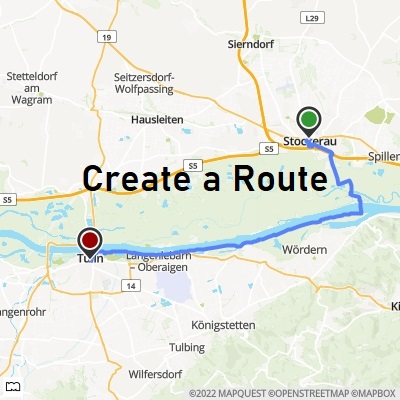 L29
19
Sierndorf
Stetteldorf
am
Wagram
Seitzersdorf-
Wolfpassing
Hausleiten
Stockerau
S5
Spiller
S5
S5
Create a Route
Tulln
Langenlebarn
- Oberaigen
Wördern
14
angenrohr
Königstetten
Ki
Tulbing
Wilfersdorf
©2022 MAPQUEST ©OPENSTREETMAP ©MAPBOX